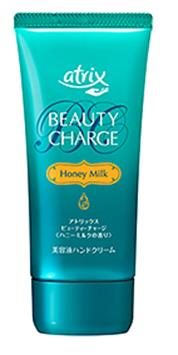 atrix
BC
BEAUTY
CHARGE
Honey Milk
アトリックス
ビューティーチャージ
〈ハニーミルクの香り〉
美容液ハンドクリーム